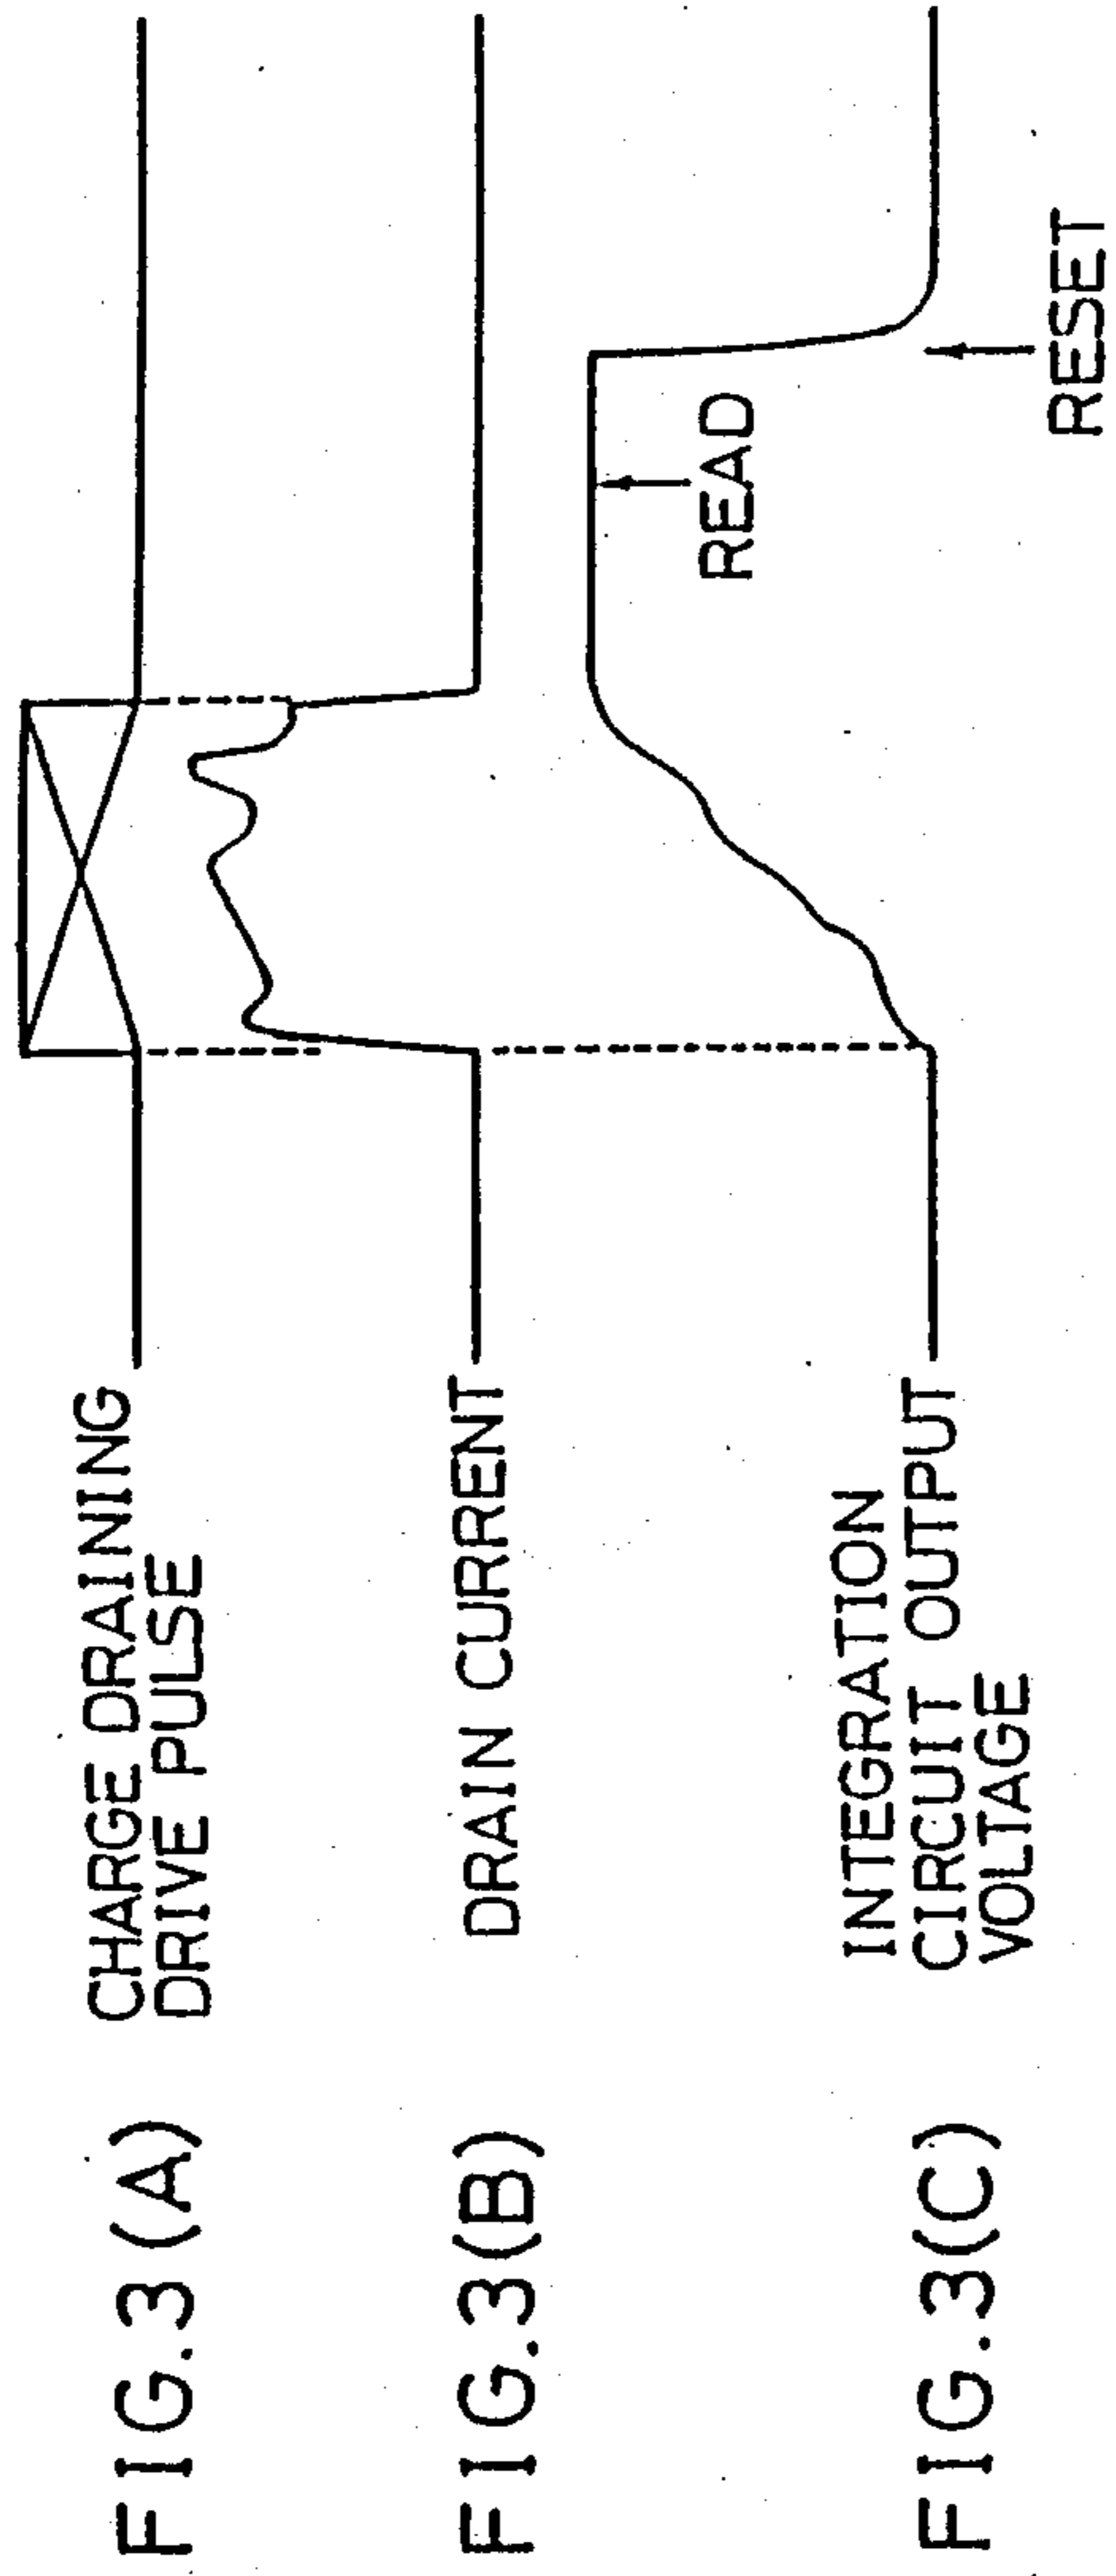 FIG.3(A)
CHARGE DRAINING
DRIVE PULSE
FIG.3(B)
DRAIN CURRENT
FIG.3(C)
INTEGRATION
CIRCUIT OUTPUT
VOLTAGE
READ
RESET